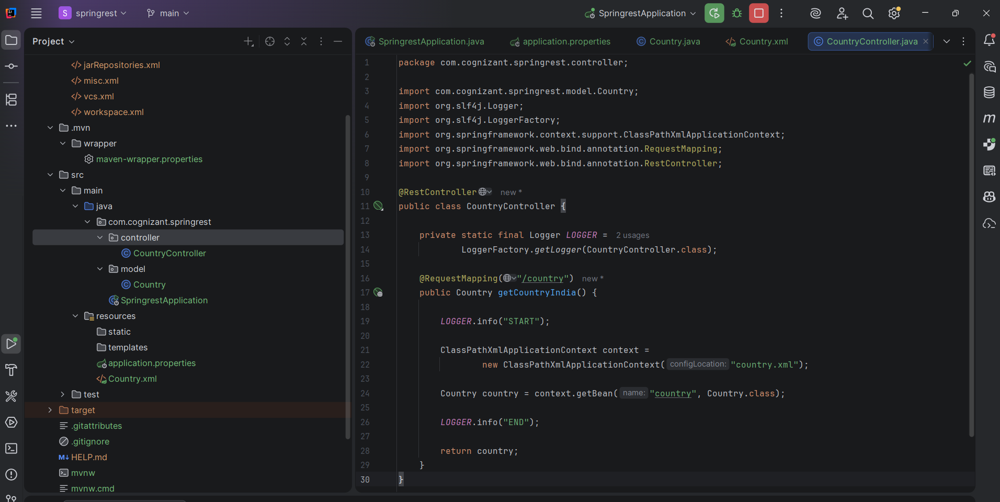 S springrest main SpringrestApplication
Project
jarRepositories.xml
misc.xml
vcs.xml
workspace.xml
.mvn
wrapper
maven-wrapper.properties
src
main
java
com.cognizant.springrest
controller
CountryController
model
Country
SpringrestApplication
resources
static
templates
application.properties
Country.xml
test
target
.gitattributes
.gitignore
M↓ HELP.md
mvnw
mvnw.cmd
SpringrestApplication.java application.properties Country.java Country.xml CountryController.java
1 package com.cognizant.springrest.controller;
2
3 import com.cognizant.springrest.model.Country;
4 import org.slf4j.Logger;
5 import org.slf4j.LoggerFactory;
6 import org.springframework.context.support.ClassPathXmlApplicationContext;
7 import org.springframework.web.bind.annotation.RequestMapping;
8 import org.springframework.web.bind.annotation.RestController;
9
10 @RestController new *
11 public class CountryController {
12
13 private static final Logger LOGGER = 2 usages
14 LoggerFactory.getLogger(CountryController.class);
15
16 @RequestMapping("/country") new *
17 public Country getCountryIndia() {
18
19 LOGGER.info("START");
20
21 ClassPathXmlApplicationContext context =
22 new ClassPathXmlApplicationContext( configLocation: "country.xml");
23
24 Country country = context.getBean( name: "country", Country.class);
25
26 LOGGER.info("END");
27
28 return country;
29 }
30 }
m